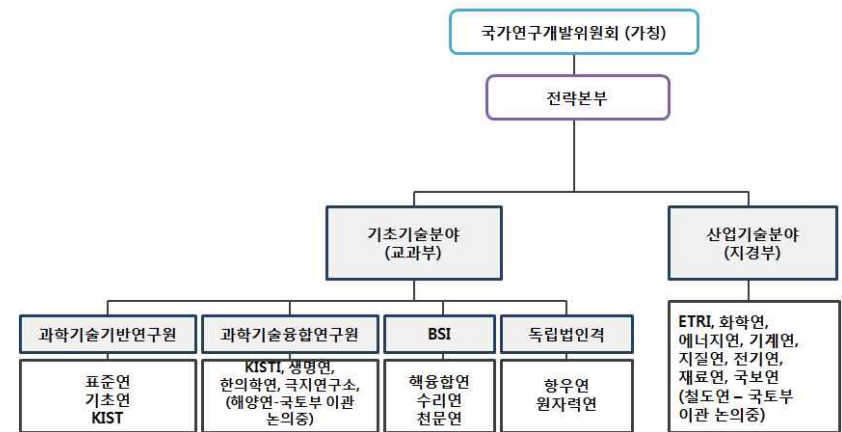 국가연구개발위원회 (가칭)
전략본부
기초기술분야
(교과부)
산업기술분야
(지경부)
과학기술기반연구원
과학기술융합연구원
BSI
독립법인격
표준연
기초연
KIST
KISTI, 생명연,
한의학연, 극지연구소,
(해양연-국토부 이관
논의중)
핵융합연
수리연
천문연
항우연
원자력연
ETRI, 화학연,
에너지연, 기계연,
지질연, 전기연,
재료연, 국보연
(철도연 – 국토부
이관 논의중)